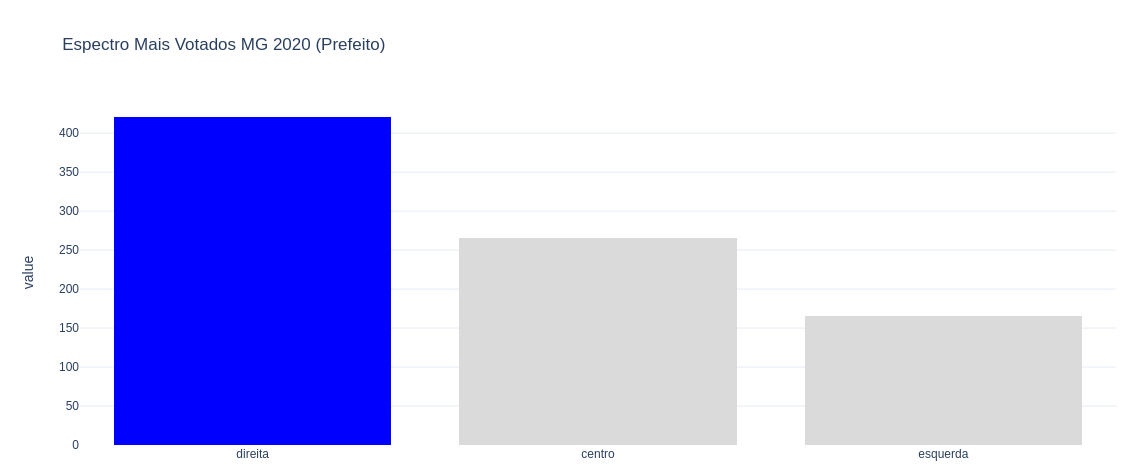 Espectro Mais Votados MG 2020 (Prefeito)
value
400
350
300
250
200
150
100
50
0
direita
centro
esquerda